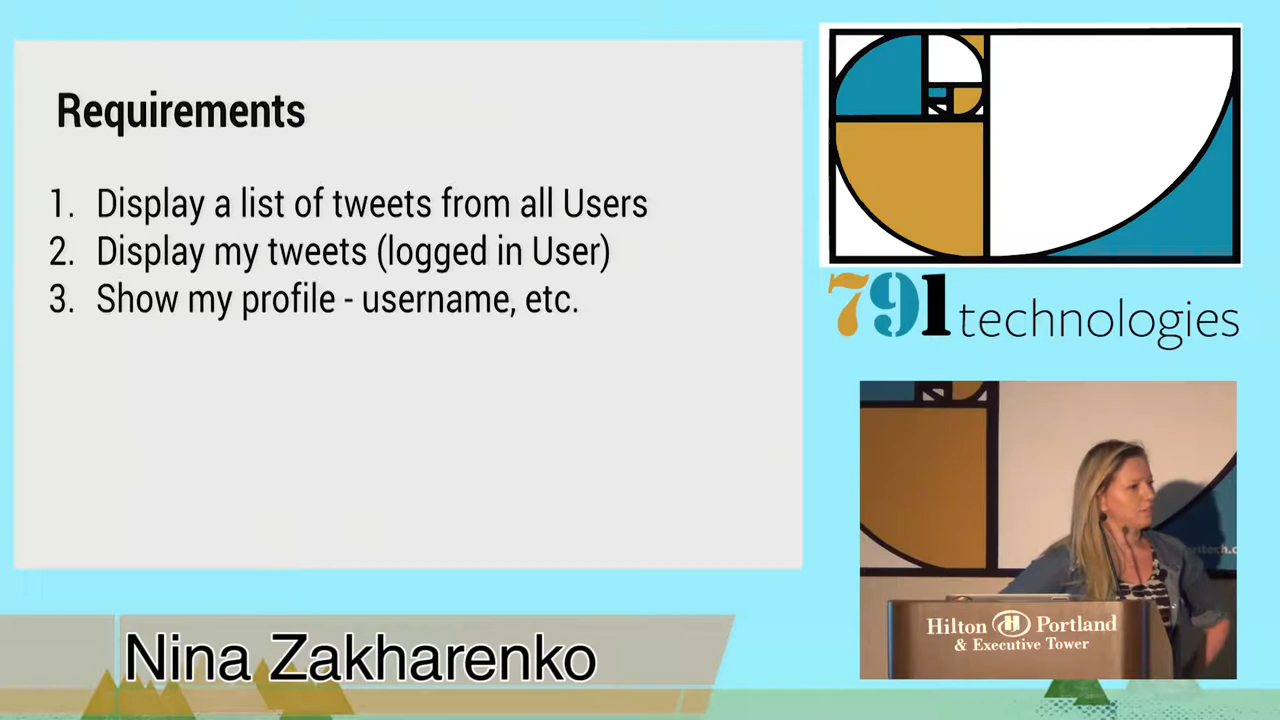 Requirements
1. Display a list of tweets from all Users
2. Display my tweets (logged in User)
3. Show my profile - username, etc.
791 technologies
Hilton Portland
& Executive Tower
Nina Zakharenko